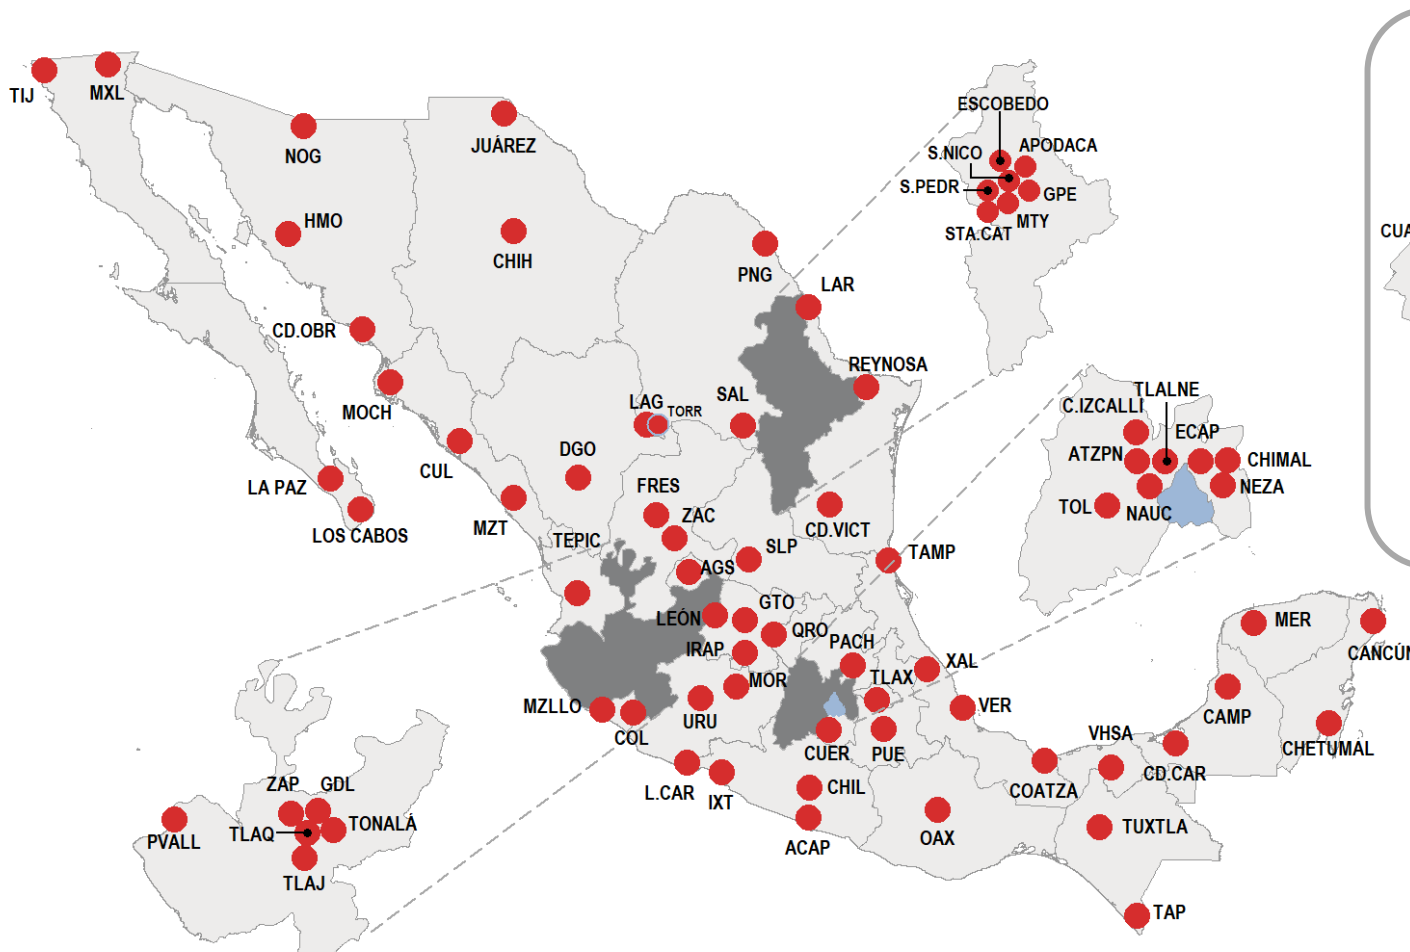 TIJ
MXL
NOG
JUÁREZ
HMO
CHIH
PNG
LAR
CD.OBR
MOCH
REYNOSA
LAG
TORR
SAL
CUL
DGO
LA PAZ
FRES
ZAC
MZT
CD.VICT
LOS CABOS
TEPIC
SLP
TAMP
AGS
LEÓN
GTO
QRO
IRAP
PACH
XAL
MOR
TLAX
MZLLO
URU
VER
COL
CUER
PUE
L.CAR
IXT
CHIL
ACAP
OAX
COATZA
VHSA
CD.CAR
CAMP
MER
CANCÚN
CHETUMAL
TUXTLA
TAP
ESCOBEDO
S.NICO
APODACA
S.PEDR
GPE
MTY
STA.CAT
TLALNE
C.IZCALLI
ECAP
ATZPN
CHIMAL
NEZA
TOL
NAUC
ZAP
GDL
PVALL
TLAQ
TONALÁ
TLAJ
CUA